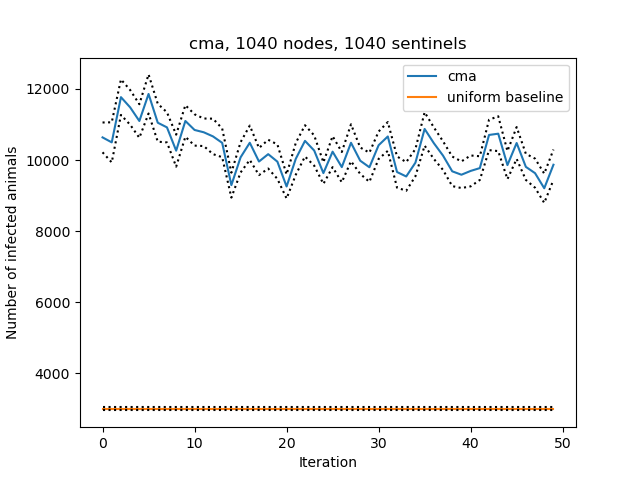 cma, 1040 nodes, 1040 sentinels
cma
uniform baseline
Number of infected animals
12000
10000
8000
6000
4000
0
10
20
30
40
50
Iteration